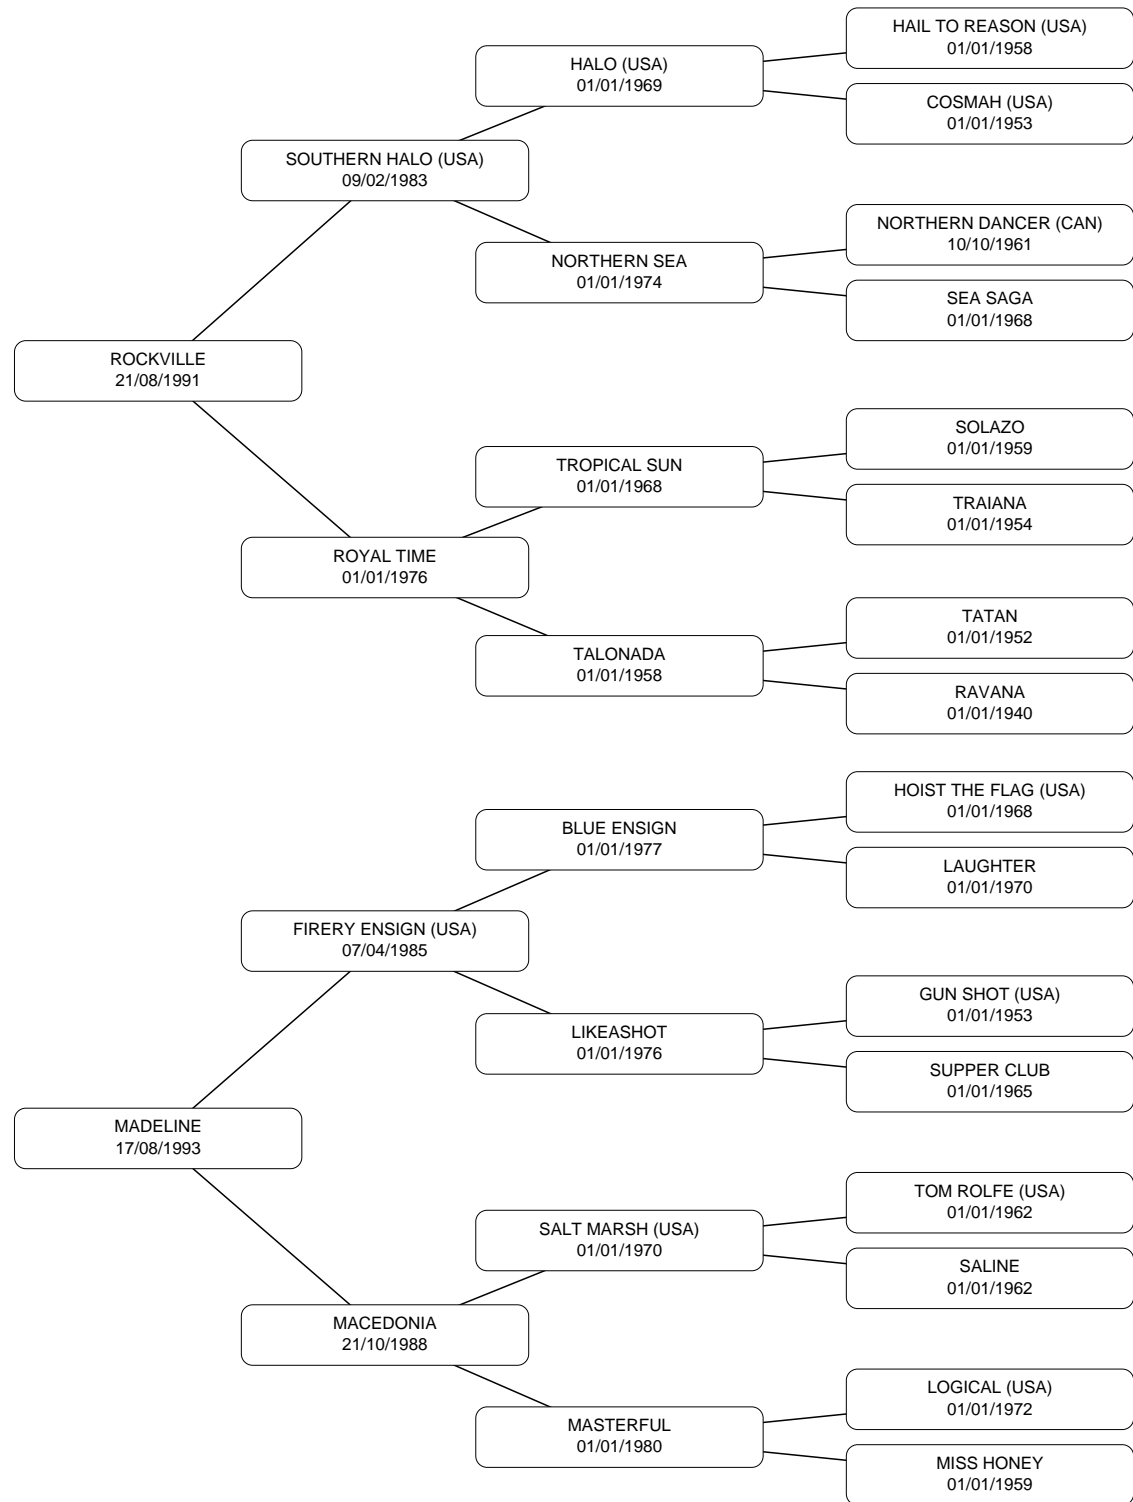 HAIL TO REASON (USA)
01/01/1958
HALO (USA)
01/01/1969
COSMAH (USA)
01/01/1953
SOUTHERN HALO (USA)
09/02/1983
NORTHERN DANCER (CAN)
10/10/1961
NORTHERN SEA
01/01/1974
SEA SAGA
01/01/1968
ROCKVILLE
21/08/1991
SOLAZO
01/01/1959
TROPICAL SUN
01/01/1968
TRAIANA
01/01/1954
ROYAL TIME
01/01/1976
TATAN
01/01/1952
TALONADA
01/01/1958
RAVANA
01/01/1940
HOIST THE FLAG (USA)
01/01/1968
BLUE ENSIGN
01/01/1977
LAUGHTER
01/01/1970
FIRERY ENSIGN (USA)
07/04/1985
GUN SHOT (USA)
01/01/1953
LIKEASHOT
01/01/1976
SUPPER CLUB
01/01/1965
MADELINE
17/08/1993
TOM ROLFE (USA)
01/01/1962
SALT MARSH (USA)
01/01/1970
SALINE
01/01/1962
MACEDONIA
21/10/1988
LOGICAL (USA)
01/01/1972
MASTERFUL
01/01/1980
MISS HONEY
01/01/1959